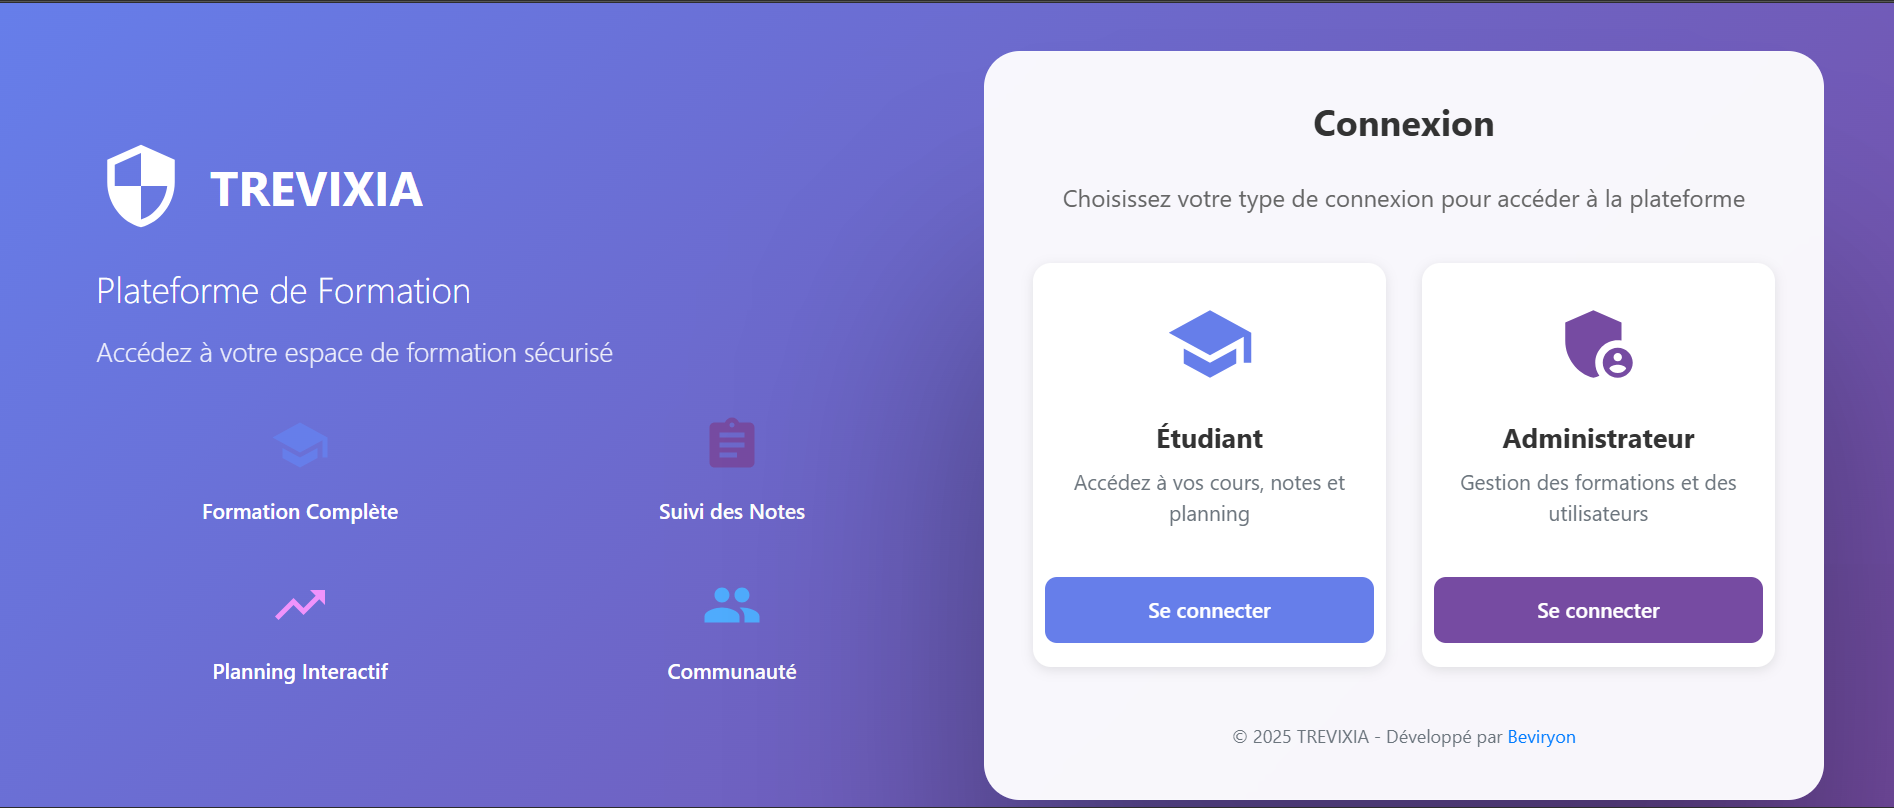 TREVIXIA
Plateforme de Formation
Accédez à votre espace de formation sécurisé
Formation Complète
Suivi des Notes
Planning Interactif
Communauté
Connexion
Choisissez votre type de connexion pour accéder à la plateforme
Étudiant
Accédez à vos cours, notes et
planning
Se connecter
Administrateur
Gestion des formations et des
utilisateurs
Se connecter
© 2025 TREVIXIA - Développé par Beviryon